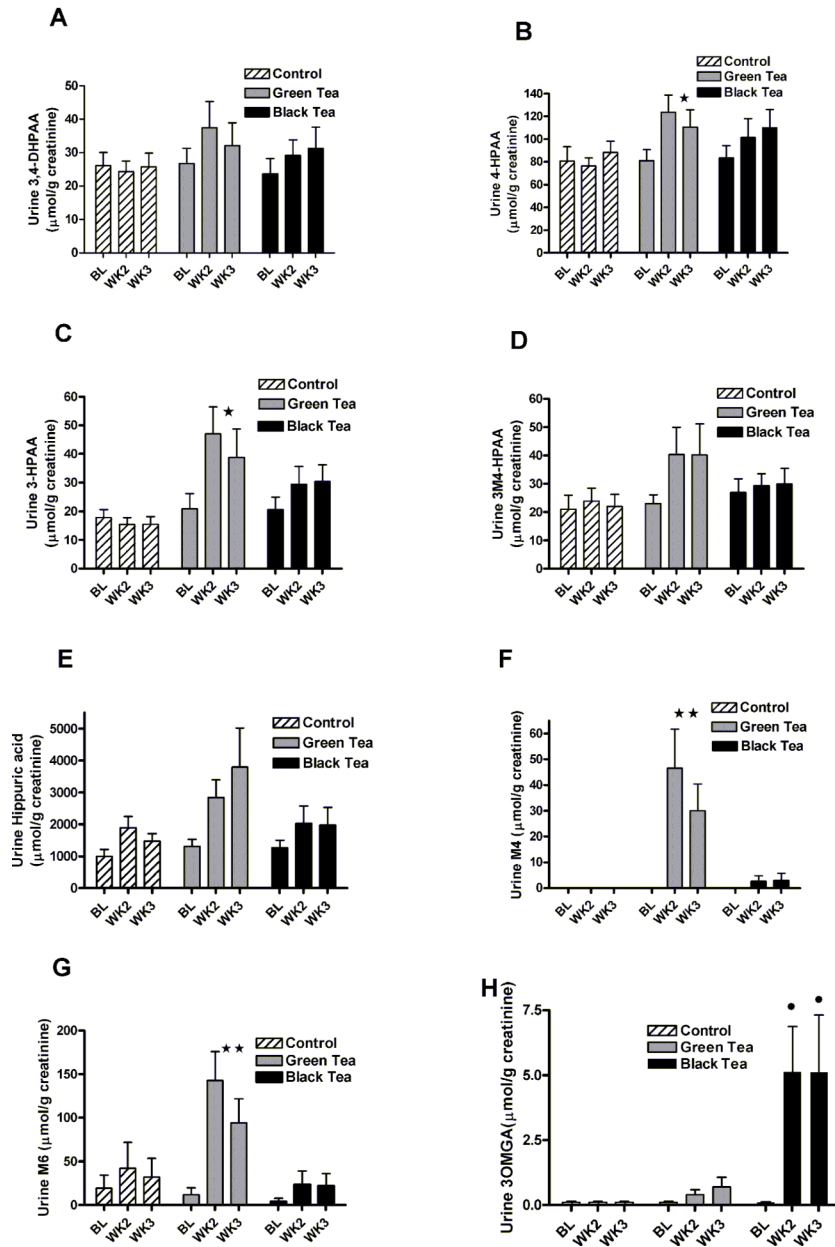 A
Control
Green Tea
Black Tea
Urine 3,4-DHPAA
(μmol/g creatinine)
40
30
20
10
0
BL WK2 WK3 BL WK2 WK3 BL WK2 WK3
B
Control
Green Tea
Black Tea
Urine 4-HPAA
(μmol/g creatinine)
140
120
100
80
60
40
20
0
BL WK2 WK3 BL WK2 WK3 BL WK2 WK3
C
Control
Green Tea
Black Tea
Urine 3-HPAA
(μmol/g creatinine)
60
50
40
30
20
10
0
BL WK2 WK3 BL WK2 WK3 BL WK2 WK3
D
Control
Green Tea
Black Tea
Urine 3M4-HPAA
(μmol/g creatinine)
60
50
40
30
20
10
0
BL WK2 WK3 BL WK2 WK3 BL WK2 WK3
E
Control
Green Tea
Black Tea
Urine Hippuric acid
(μmol/g creatinine)
5000
4000
3000
2000
1000
0
BL WK2 WK3 BL WK2 WK3 BL WK2 WK3
F
Control
Green Tea
Black Tea
Urine M4 (μmol/g creatinine)
60
50
40
30
20
10
0
BL WK2 WK3 BL WK2 WK3 BL WK2 WK3
G
Control
Green Tea
Black Tea
Urine M6
(μmol/g creatinine)
200
150
100
50
0
BL WK2 WK3 BL WK2 WK3 BL WK2 WK3
H
Control
Green Tea
Black Tea
Urine 3OMGA(μmol/g creatinine)
7.5
5.0
2.5
0.0
BL WK2 WK3 BL WK2 WK3 BL WK2 WK3